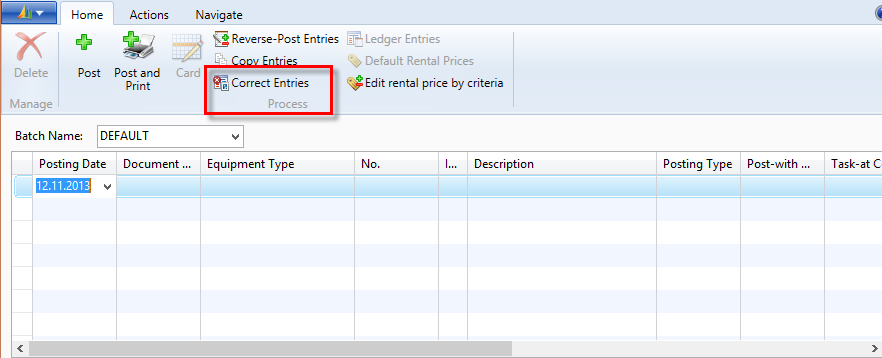 Home Actions Navigate
Delete
Post
Post and Print
Card
Reverse-Post Entries
Copy Entries
Correct Entries
Ledger Entries
Default Rental Prices
Edit rental price by criteria
Manage
Process
Batch Name: DEFAULT
Posting Date Document ... Equipment Type No. I... Description Posting Type Post-with ... Task-at C
12.11.2013